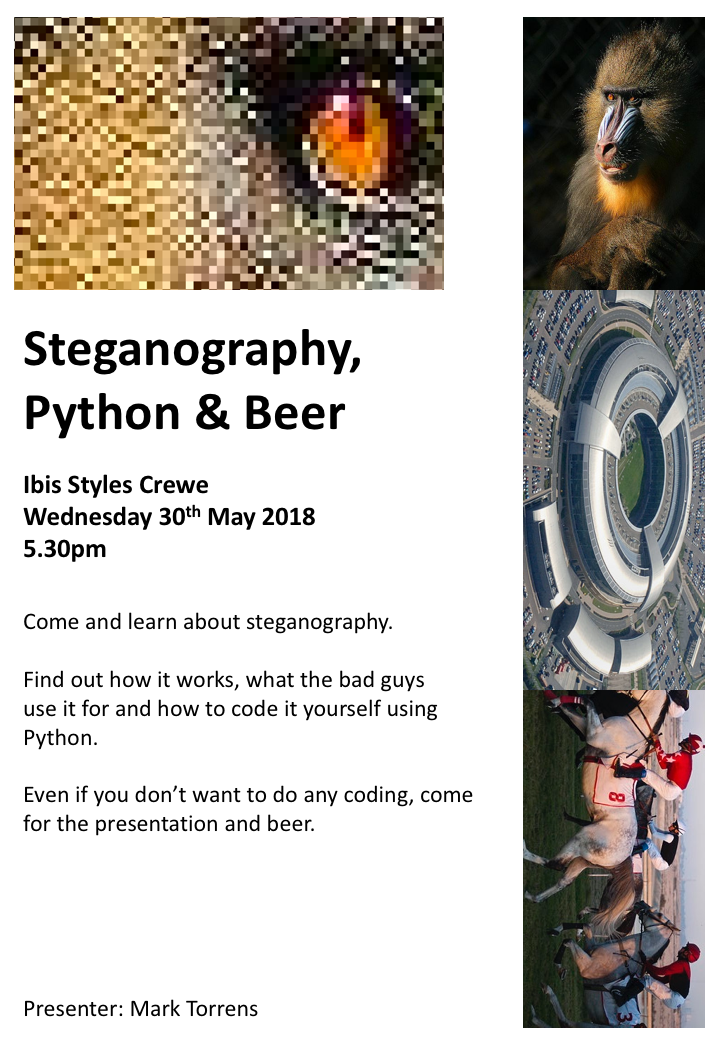 Steganography,
Python & Beer
Ibis Styles Crewe
Wednesday 30th May 2018
5.30pm
Come and learn about steganography.
Find out how it works, what the bad guys
use it for and how to code it yourself using
Python.
Even if you don’t want to do any coding, come
for the presentation and beer.
8
3
Presenter: Mark Torrens